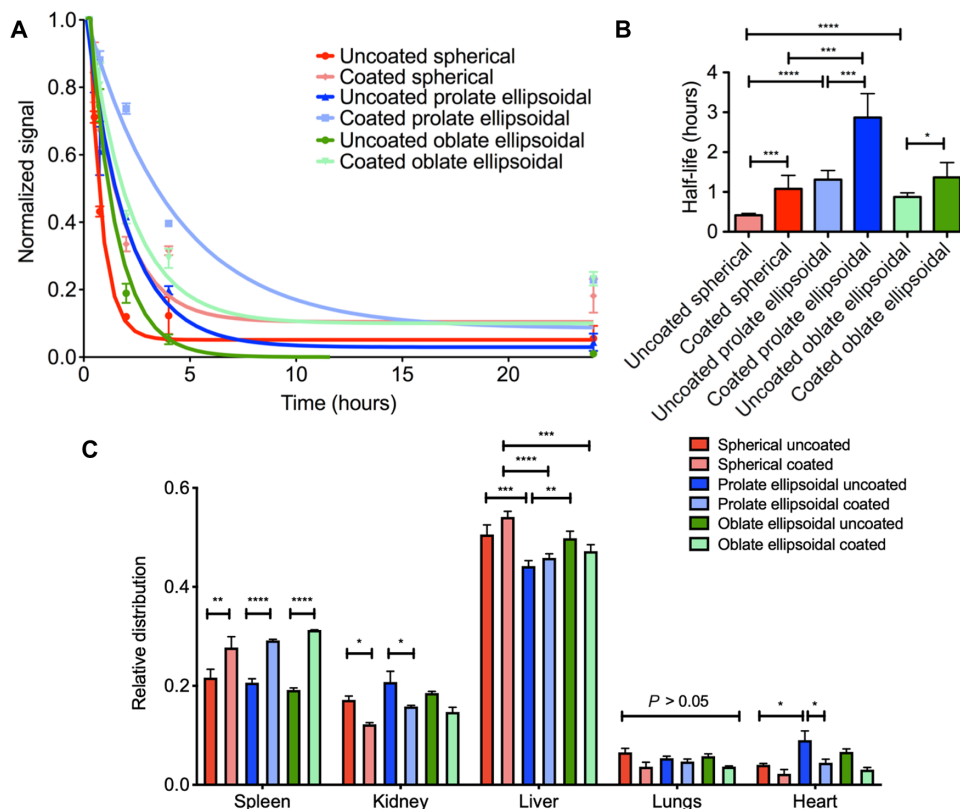 A
Normalized signal
1.0
0.8
0.6
0.4
0.2
0.0
0
5
10
15
20
Time (hours)
Uncoated spherical
Coated spherical
Uncoated prolate ellipsoidal
Coated prolate ellipsoidal
Uncoated oblate ellipsoidal
Coated oblate ellipsoidal
B
Half-life (hours)
4
3
2
1
0
****
***
**** ***
***
*
Uncoated spherical
Coated spherical
Uncoated prolate ellipsoidal
Coated prolate ellipsoidal
Uncoated oblate ellipsoidal
Coated oblate ellipsoidal
C
Spherical uncoated
Spherical coated
Prolate ellipsoidal uncoated
Prolate ellipsoidal coated
Oblate ellipsoidal uncoated
Oblate ellipsoidal coated
Relative distribution
0.6
0.4
0.2
0.0
** **** ****
* *
***
****
*** **
P > 0.05
* *
Spleen Kidney Liver Lungs Heart